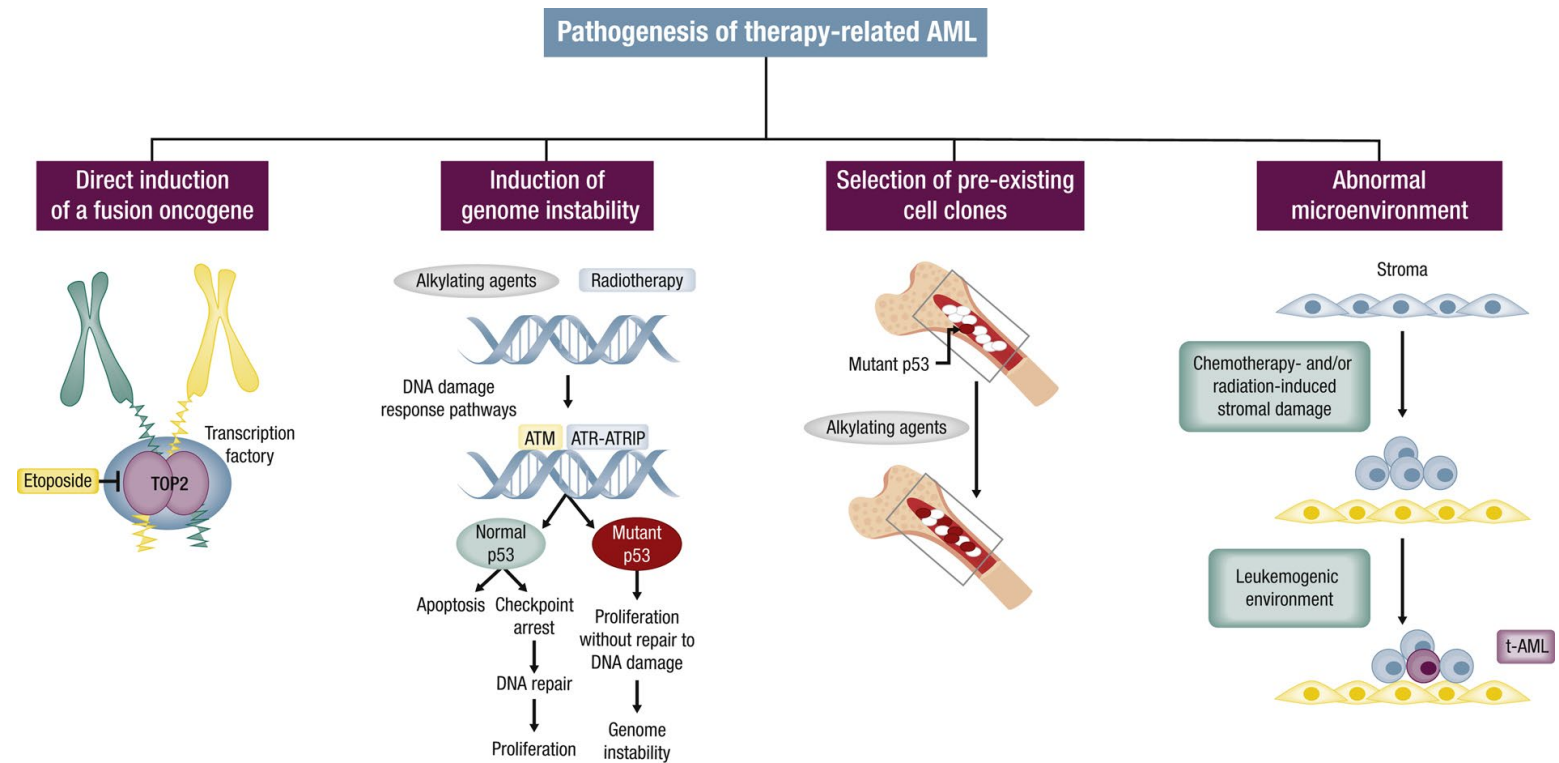 Pathogenesis of therapy-related AML
Direct induction
of a fusion oncogene
Etoposide
TOP2
Transcription
factory
Induction of
genome instability
Alkylating agents
Radiotherapy
DNA damage
response pathways
ATM
ATR-ATRIP
Normal
p53
Mutant
p53
Apoptosis
Checkpoint
arrest
DNA repair
Proliferation
Proliferation
without repair to
DNA damage
Genome
instability
Selection of pre-existing
cell clones
Mutant p53
Alkylating agents
Abnormal
microenvironment
Stroma
Chemotherapy- and/or
radiation-induced
stromal damage
Leukemogenic
environment
t-AML